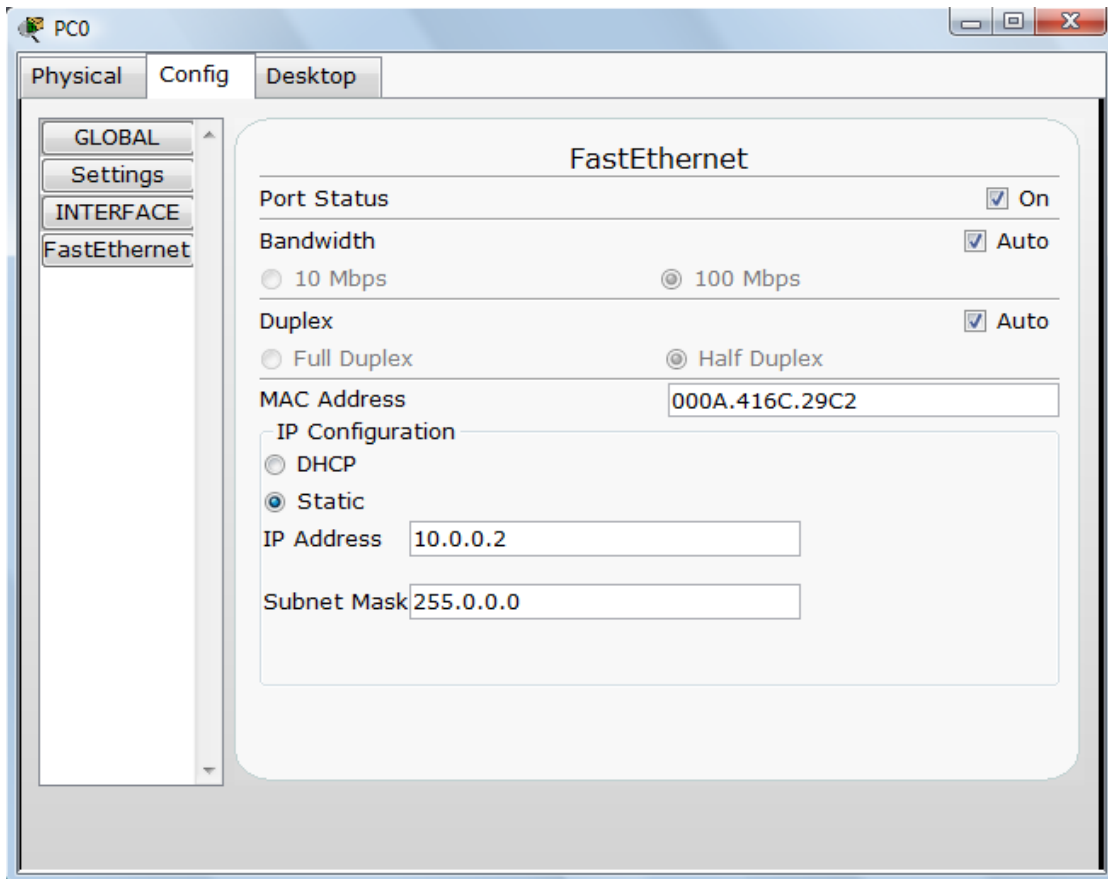 PC0
Physical Config Desktop
GLOBAL
Settings
INTERFACE
FastEthernet
FastEthernet
Port Status On
Bandwidth Auto
10 Mbps 100 Mbps
Duplex Auto
Full Duplex Half Duplex
MAC Address 000A.416C.29C2
IP Configuration
DHCP
Static
IP Address 10.0.0.2
Subnet Mask 255.0.0.0